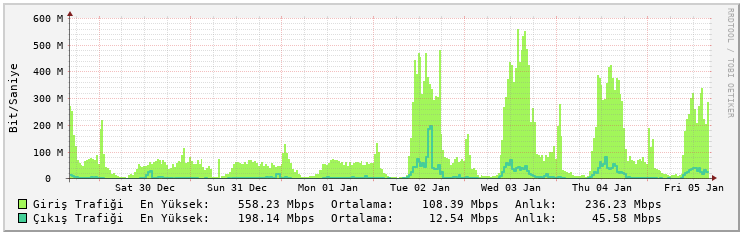 600 M
500 M
400 M
300 M
200 M
100 M
0
Bit/Saniye
RRDTOOL / TOBI OETIKER
Sat 30 Dec Sun 31 Dec Mon 01 Jan Tue 02 Jan Wed 03 Jan Thu 04 Jan Fri 05 Jan
Giriş Trafiği En Yüksek: 558.23 Mbps Ortalama: 108.39 Mbps Anlık: 236.23 Mbps
Çıkış Trafiği En Yüksek: 198.14 Mbps Ortalama: 12.54 Mbps Anlık: 45.58 Mbps